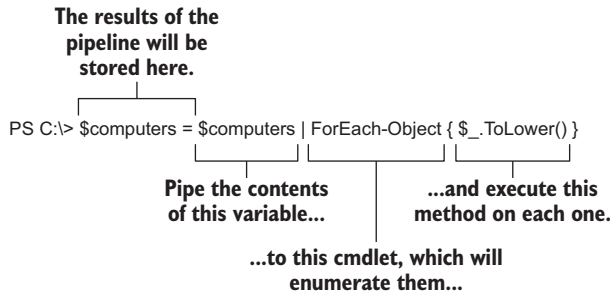 The results of the
pipeline will be
stored here.
PS C:\> $computers = $computers | ForEach-Object { $_.ToLower() }
Pipe the contents
of this variable...
...and execute this
method on each one.
...to this cmdlet, which will
enumerate them...